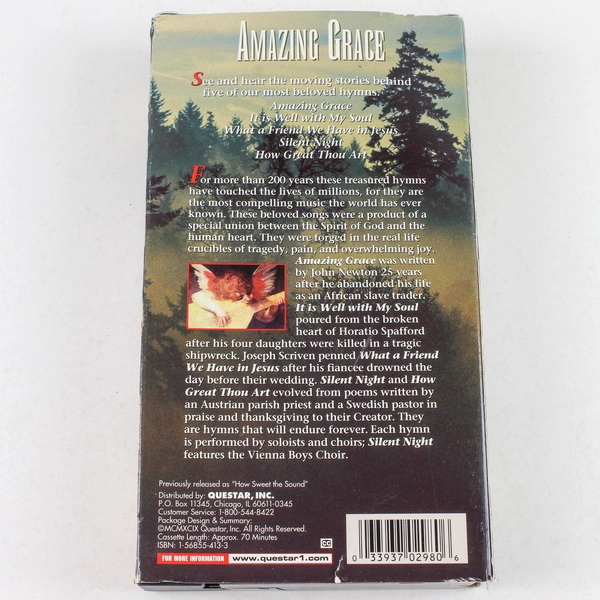 AMAZING GRACE
See and hear the moving stories behind
five of our most beloved hymns:
Amazing Grace
It is Well with My Soul
What a Friend We Have in Jesus
Silent Night
How Great Thou Art
For more than 200 years these treasured hymns
have touched the lives of millions, for they are
the most compelling music the world has ever
known. These beloved songs were a product of a
special union between the Spirit of God and the
human heart. They were forged in the real life
crucibles of tragedy, pain, and overwhelming joy.
Amazing Grace was written
by John Newton 25 years
after he abandoned his life
as an African slave trader.
It is Well with My Soul
poured from the broken
heart of Horatio Spafford
after his four daughters were killed in a tragic
shipwreck. Joseph Scriven penned What a Friend
We Have in Jesus after his fiancée drowned the
day before their wedding. Silent Night and How
Great Thou Art evolved from poems written by
an Austrian parish priest and a Swedish pastor in
praise and thanksgiving to their Creator. They
are hymns that will endure forever. Each hymn
is performed by soloists and choirs; Silent Night
features the Vienna Boys Choir.
Previously released as "How Sweet the Sound"
Distributed by: QUESTAR, INC.
P.O. Box 11345, Chicago, IL 60611-0345
Customer Service: 1-800-544-8422
Package Design & Summary:
©MCMXCIX Questar, Inc. All Rights Reserved.
Cassette Length: Approx. 70 Minutes
ISBN: 1-56855-413-3
CC
FOR MORE INFORMATION www.questar1.com
0 33937 02980 6